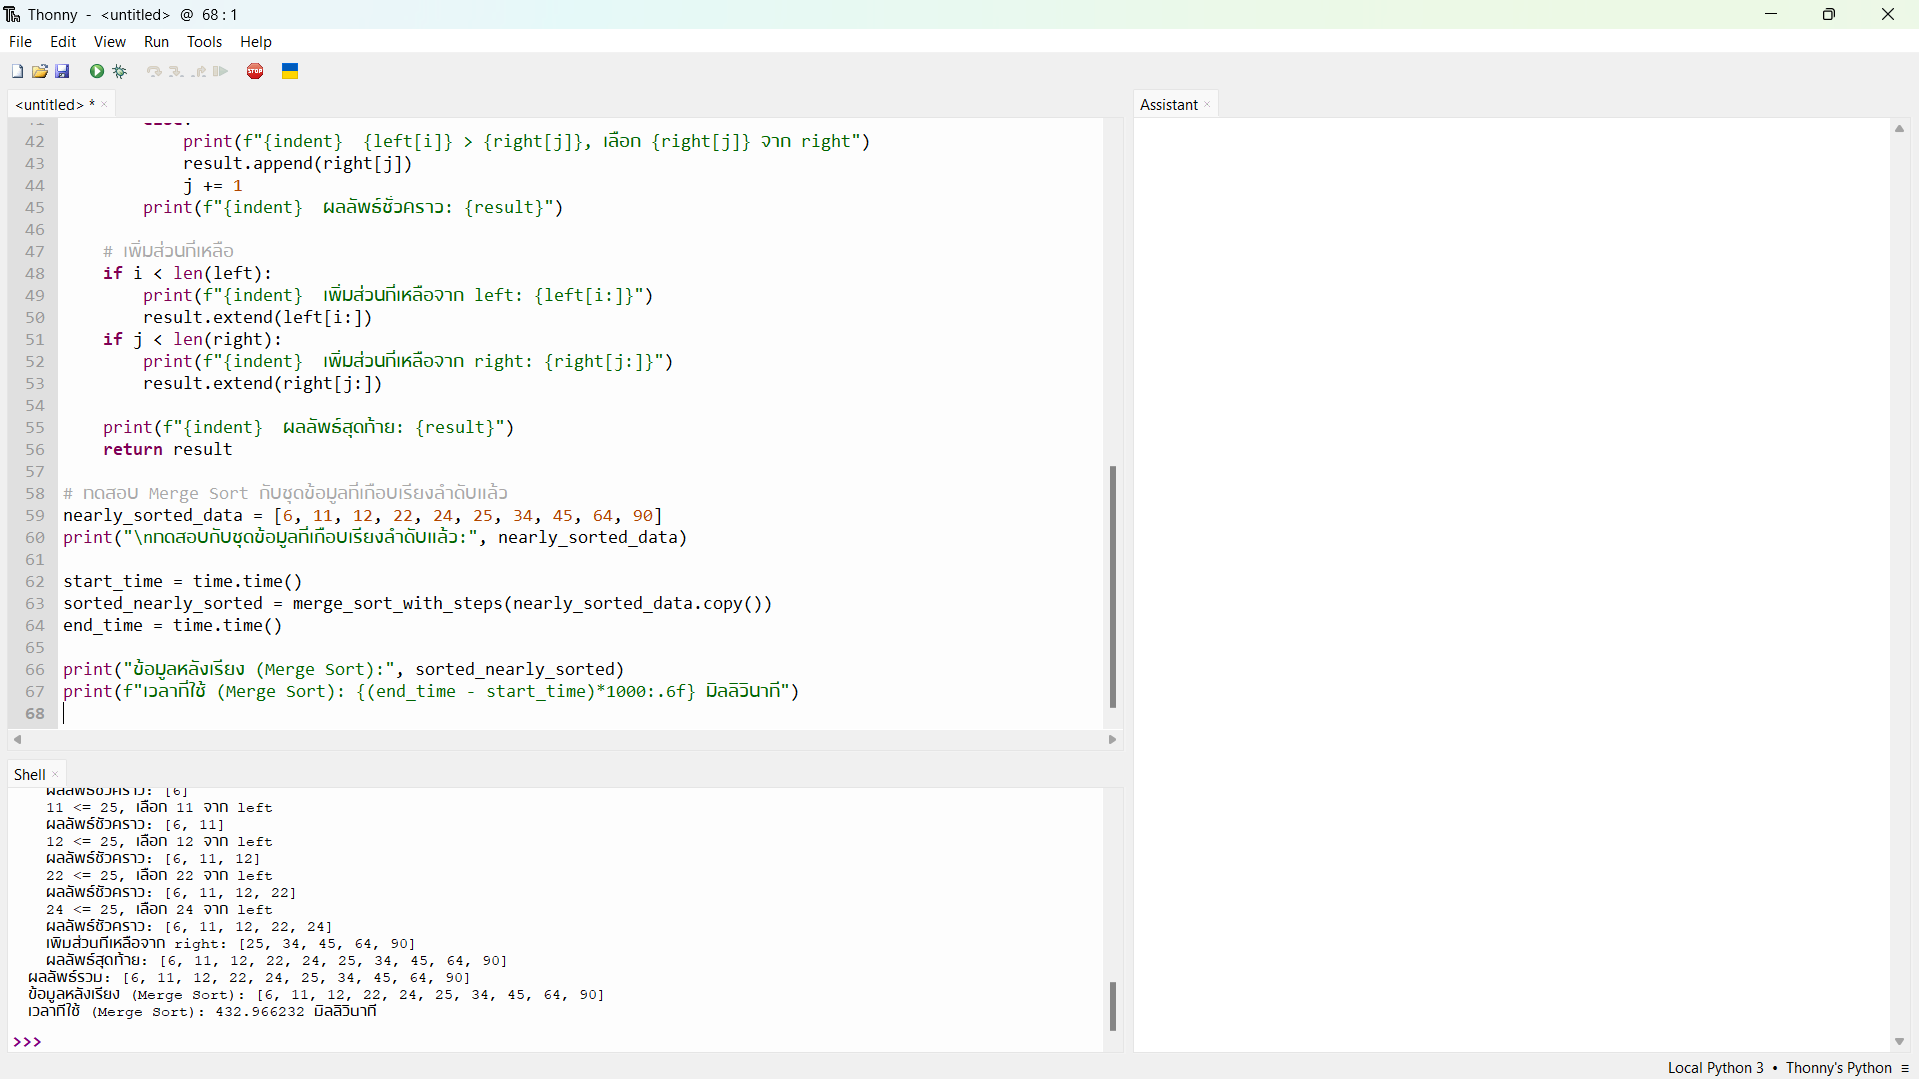 Thonny - <untitled> @ 68 : 1
File Edit View Run Tools Help
<untitled> * ×
42 print(f"{indent}  {left[i]} > {right[j]}, เลือก {right[j]} จาก right")
43 result.append(right[j])
44 j += 1
45 print(f"{indent}  ผลลัพธ์ชั่วคราว: {result}")
46
47 # เพิ่มส่วนที่เหลือ
48 if i < len(left):
49 print(f"{indent}  เพิ่มส่วนที่เหลือจาก left: {left[i:]}")
50 result.extend(left[i:])
51 if j < len(right):
52 print(f"{indent}  เพิ่มส่วนที่เหลือจาก right: {right[j:]}")
53 result.extend(right[j:])
54
55 print(f"{indent}  ผลลัพธ์สุดท้าย: {result}")
56 return result
57
58 # ทดสอบ Merge Sort กับชุดข้อมูลที่เกือบเรียงลำดับแล้ว
59 nearly_sorted_data = [6, 11, 12, 22, 24, 25, 34, 45, 64, 90]
60 print("\nทดสอบกับชุดข้อมูลที่เกือบเรียงลำดับแล้ว:", nearly_sorted_data)
61
62 start_time = time.time()
63 sorted_nearly_sorted = merge_sort_with_steps(nearly_sorted_data.copy())
64 end_time = time.time()
65
66 print("ข้อมูลหลังเรียง (Merge Sort):", sorted_nearly_sorted)
67 print(f"เวลาที่ใช้ (Merge Sort): {(end_time - start_time)*1000:.6f} มิลลิวินาที")
68
Shell ×
ผลลัพธ์ชั่วคราว: [6]
11 <= 25, เลือก 11 จาก left
ผลลัพธ์ชั่วคราว: [6, 11]
12 <= 25, เลือก 12 จาก left
ผลลัพธ์ชั่วคราว: [6, 11, 12]
22 <= 25, เลือก 22 จาก left
ผลลัพธ์ชั่วคราว: [6, 11, 12, 22]
24 <= 25, เลือก 24 จาก left
ผลลัพธ์ชั่วคราว: [6, 11, 12, 22, 24]
เพิ่มส่วนที่เหลือจาก right: [25, 34, 45, 64, 90]
ผลลัพธ์สุดท้าย: [6, 11, 12, 22, 24, 25, 34, 45, 64, 90]
ผลลัพธ์รวม: [6, 11, 12, 22, 24, 25, 34, 45, 64, 90]
ข้อมูลหลังเรียง (Merge Sort): [6, 11, 12, 22, 24, 25, 34, 45, 64, 90]
เวลาที่ใช้ (Merge Sort): 432.966232 มิลลิวินาที
>>>
Assistant ×
Local Python 3 • Thonny's Python ≡